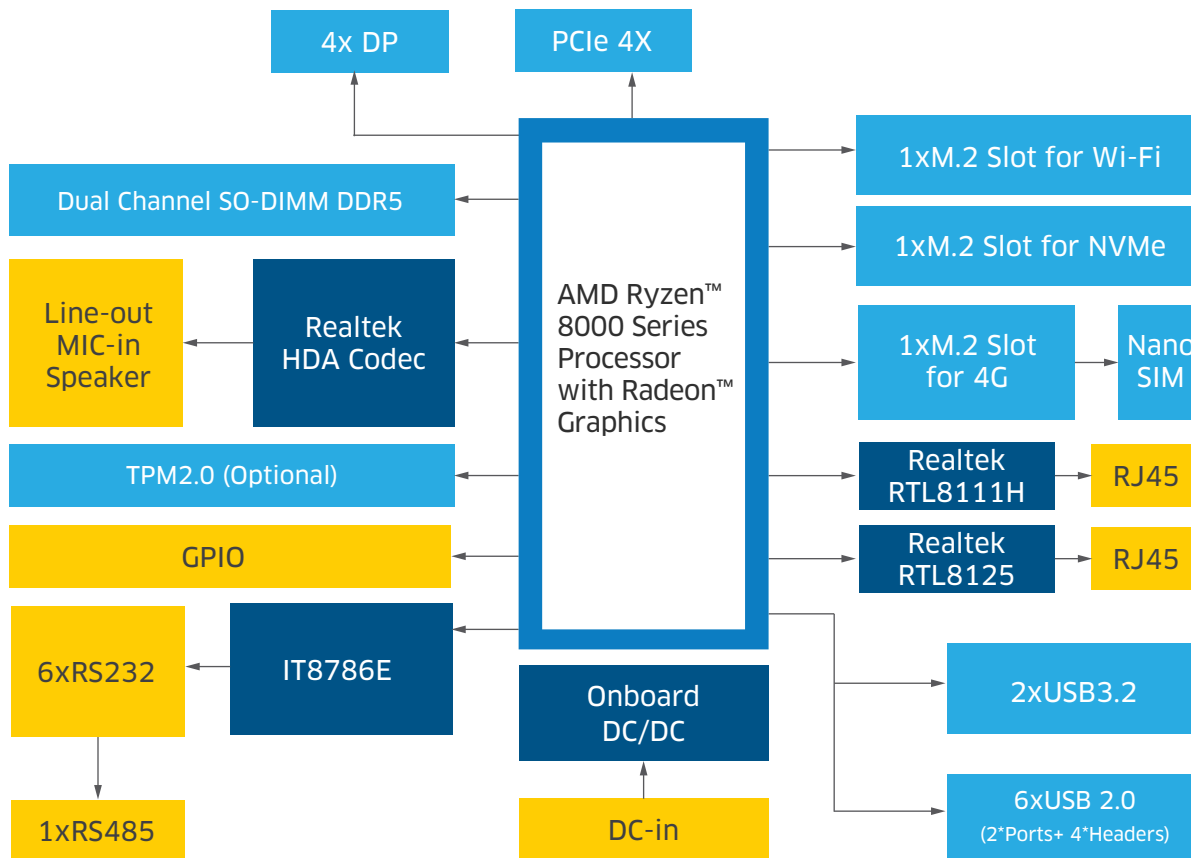 4x DP
PCIe 4X
1xM.2 Slot for Wi-Fi
Dual Channel SO-DIMM DDR5
1xM.2 Slot for NVMe
Line-out
MIC-in
Speaker
Realtek
HDA Codec
AMD Ryzen™
8000 Series
Processor
with Radeon™
Graphics
1xM.2 Slot
for 4G
Nano
SIM
TPM2.0 (Optional)
Realtek
RTL8111H
RJ45
GPIO
Realtek
RTL8125
RJ45
6xRS232
IT8786E
Onboard
DC/DC
2xUSB3.2
1xRS485
DC-in
6xUSB 2.0
(2*Ports+ 4*Headers)